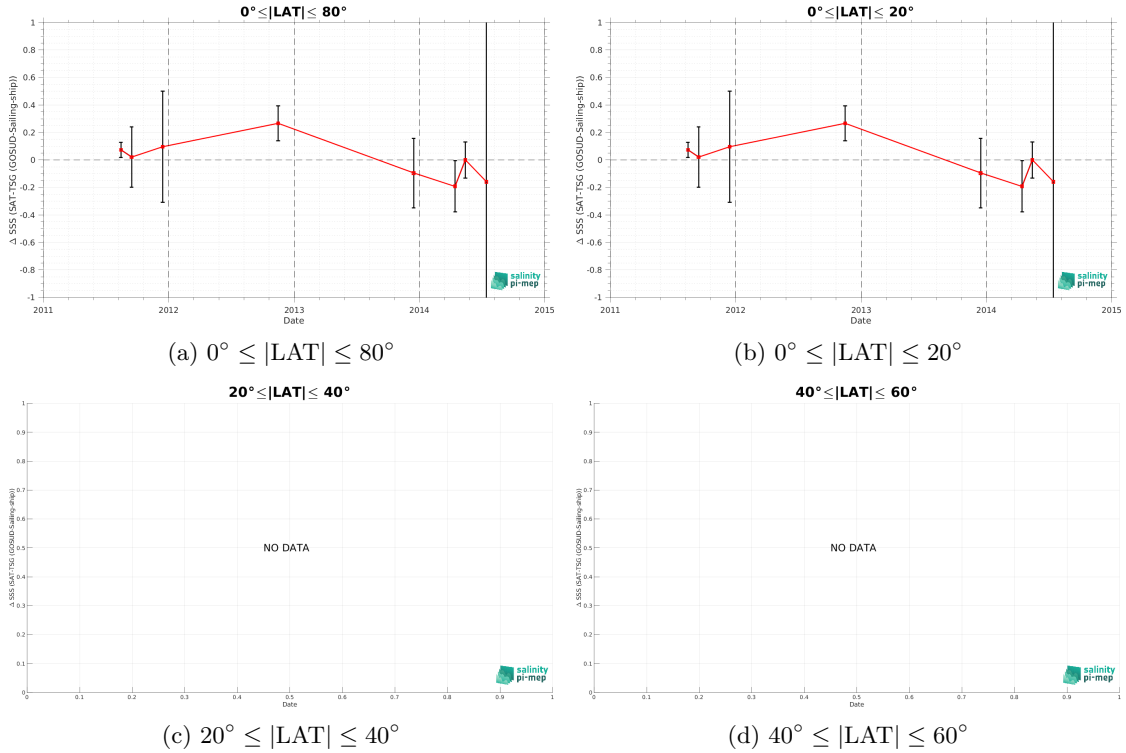 0°≤|LAT|≤ 80°
Δ SSS (SAT-TSG (GOSUD-Sailing-ship))
1
0.8
0.6
0.4
0.2
0
-0.2
-0.4
-0.6
-0.8
-1
2011 2012 2013 2014 2015
Date
salinity
pi-mep
(a) 0° ≤ |LAT| ≤ 80°
0°≤|LAT|≤ 20°
Δ SSS (SAT-TSG (GOSUD-Sailing-ship))
1
0.8
0.6
0.4
0.2
0
-0.2
-0.4
-0.6
-0.8
-1
2011 2012 2013 2014 2015
Date
salinity
pi-mep
(b) 0° ≤ |LAT| ≤ 20°
20°≤|LAT|≤ 40°
Δ SSS (SAT-TSG (GOSUD-Sailing-ship))
1
0.9
0.8
0.7
0.6
0.5
0.4
0.3
0.2
0.1
0
NO DATA
0 0.1 0.2 0.3 0.4 0.5 0.6 0.7 0.8 0.9 1
Date
salinity
pi-mep
(c) 20° ≤ |LAT| ≤ 40°
40°≤|LAT|≤ 60°
Δ SSS (SAT-TSG (GOSUD-Sailing-ship))
1
0.9
0.8
0.7
0.6
0.5
0.4
0.3
0.2
0.1
0
NO DATA
0 0.1 0.2 0.3 0.4 0.5 0.6 0.7 0.8 0.9 1
Date
salinity
pi-mep
(d) 40° ≤ |LAT| ≤ 60°